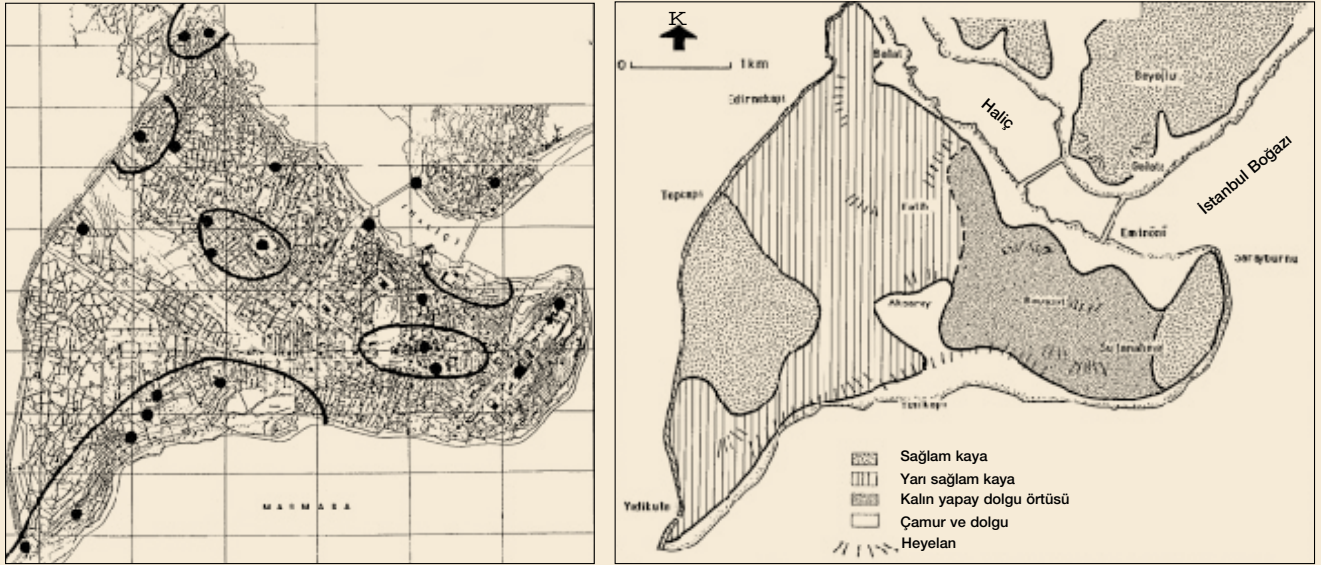 MARMARA
K
0
1 km
Balat
Edirnekapı
Haliç
Beyoğlu
Galata
İstanbul Boğazı
Topkapı
Fatih
Eminönü
Sarayburnu
Aksaray
Beyazıt
Sultanahmet
Yenikapı
Yedikule
Sağlam kaya
Yarı sağlam kaya
Kalın yapay dolgu örtüsü
Çamur ve dolgu
Heyelan